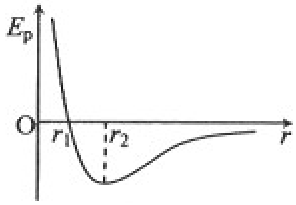 Eₚ
O r₁ r₂ r